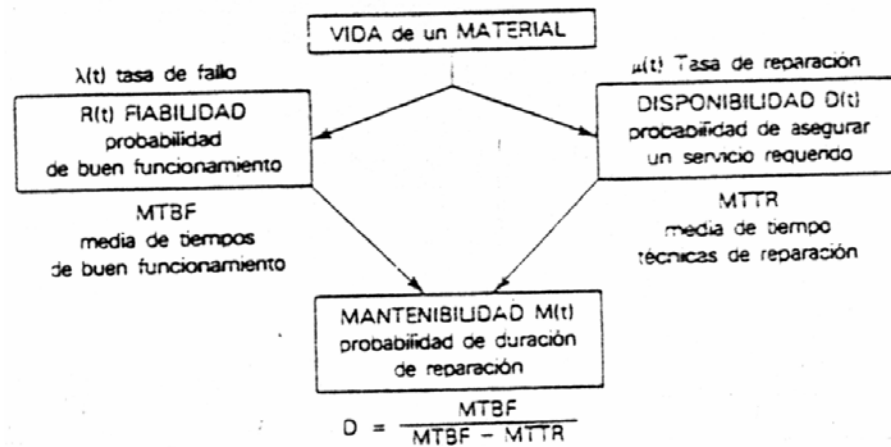 VIDA de un MATERIAL
λ(t) tasa de fallo
R(t) FIABILIDAD
probabilidad
de buen funcionamiento
MTBF
media de tiempos
de buen funcionamiento
μ(t) Tasa de reparación
DISPONIBILIDAD D(t)
probabilidad de asegurar
un servicio requendo
MTTR
media de tiempo
técnicas de reparación
MANTENIBILIDAD M(t)
probabilidad de duración
de reparación
D = MTBF
MTBF − MTTR